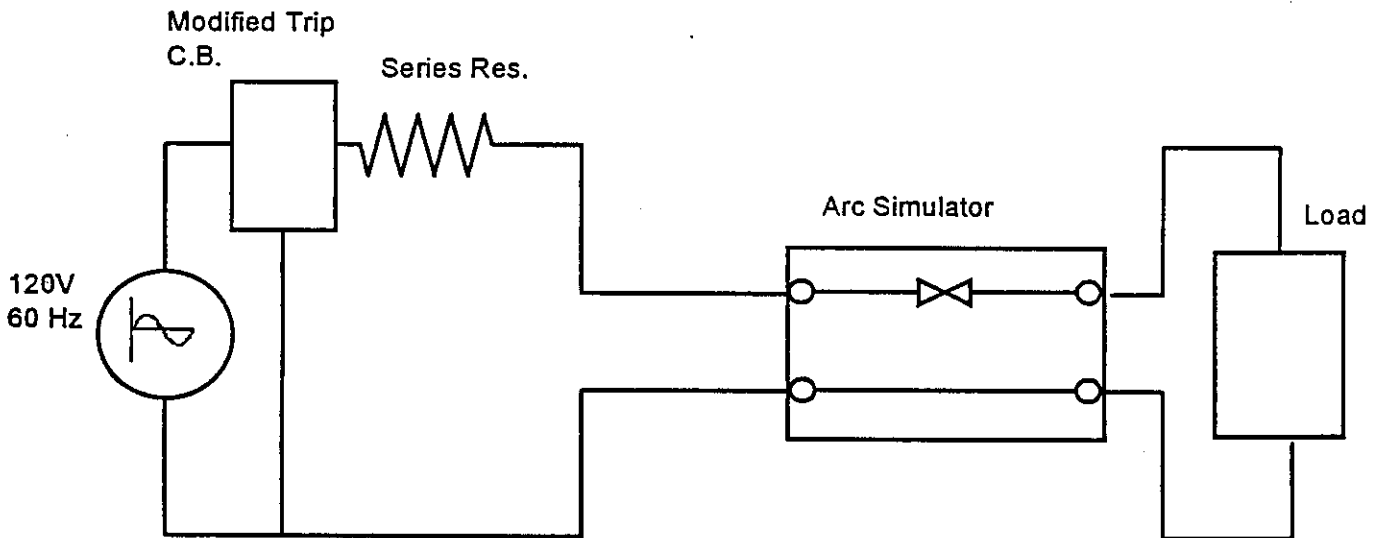 Modified Trip
C.B.
Series Res.
Arc Simulator
Load
120V
60 Hz